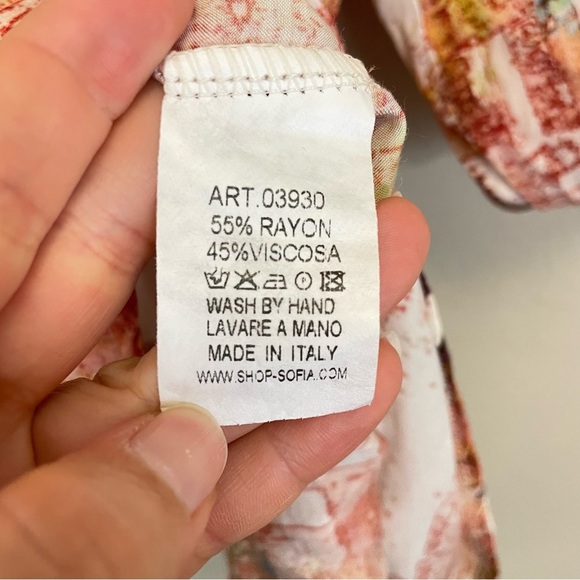 ART.03930
55% RAYON
45%VISCOSA
WASH BY HAND
LAVARE A MANO
MADE IN ITALY
WWW.SHOP-SOFIA.COM